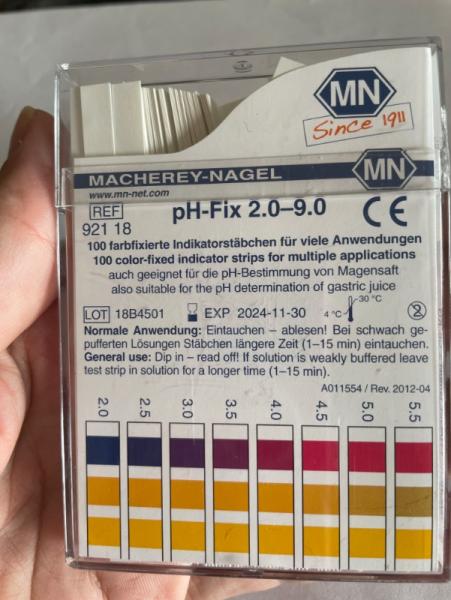 MN
Since 1911
MACHEREY-NAGEL
MN
www.mn-net.com
REF
pH-Fix 2.0–9.0
CE
921 18
100 farbfixierte Indikatorstäbchen für viele Anwendungen
100 color-fixed indicator strips for multiple applications
auch geeignet für die pH-Bestimmung von Magensaft
also suitable for the pH determination of gastric juice
LOT 18B4501 EXP 2024-11-30 4 °C 30 °C 2
Normale Anwendung: Eintauchen – ablesen! Bei schwach ge-
pufferten Lösungen Stäbchen längere Zeit (1–15 min) eintauchen.
General use: Dip in – read off! If solution is weakly buffered leave
test strip in solution for a longer time (1–15 min).
A011554 / Rev. 2012-04
2.0 2.5 3.0 3.5 4.0 4.5 5.0 5.5